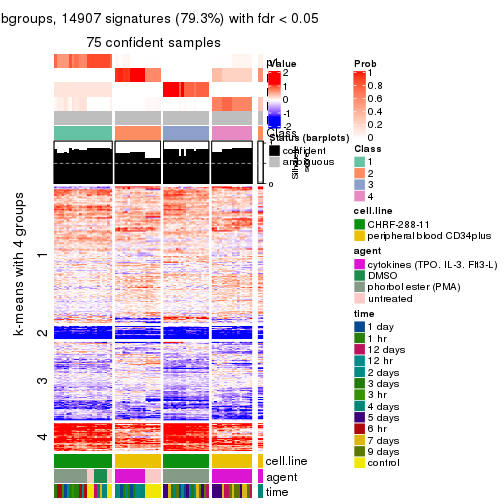 bgroups, 14907 signatures (79.3%) with fdr < 0.05
75 confident samples
k-means with 4 groups
1
2
3
4
Value
2
1
0
-1
-2
Class
Status (barplots)
confident
ambiguous
0
cell.line
agent
time
Prob
1
0.8
0.6
0.4
0.2
0
Class
1
2
3
4
cell.line
CHRF-288-11
peripheral blood CD34plus
agent
cytokines (TPO, IL-3, Flt3-L)
DMSO
phorbol ester (PMA)
untreated
time
1 day
1 hr
12 days
12 hr
2 days
3 days
3 hr
4 days
5 days
6 hr
7 days
9 days
control